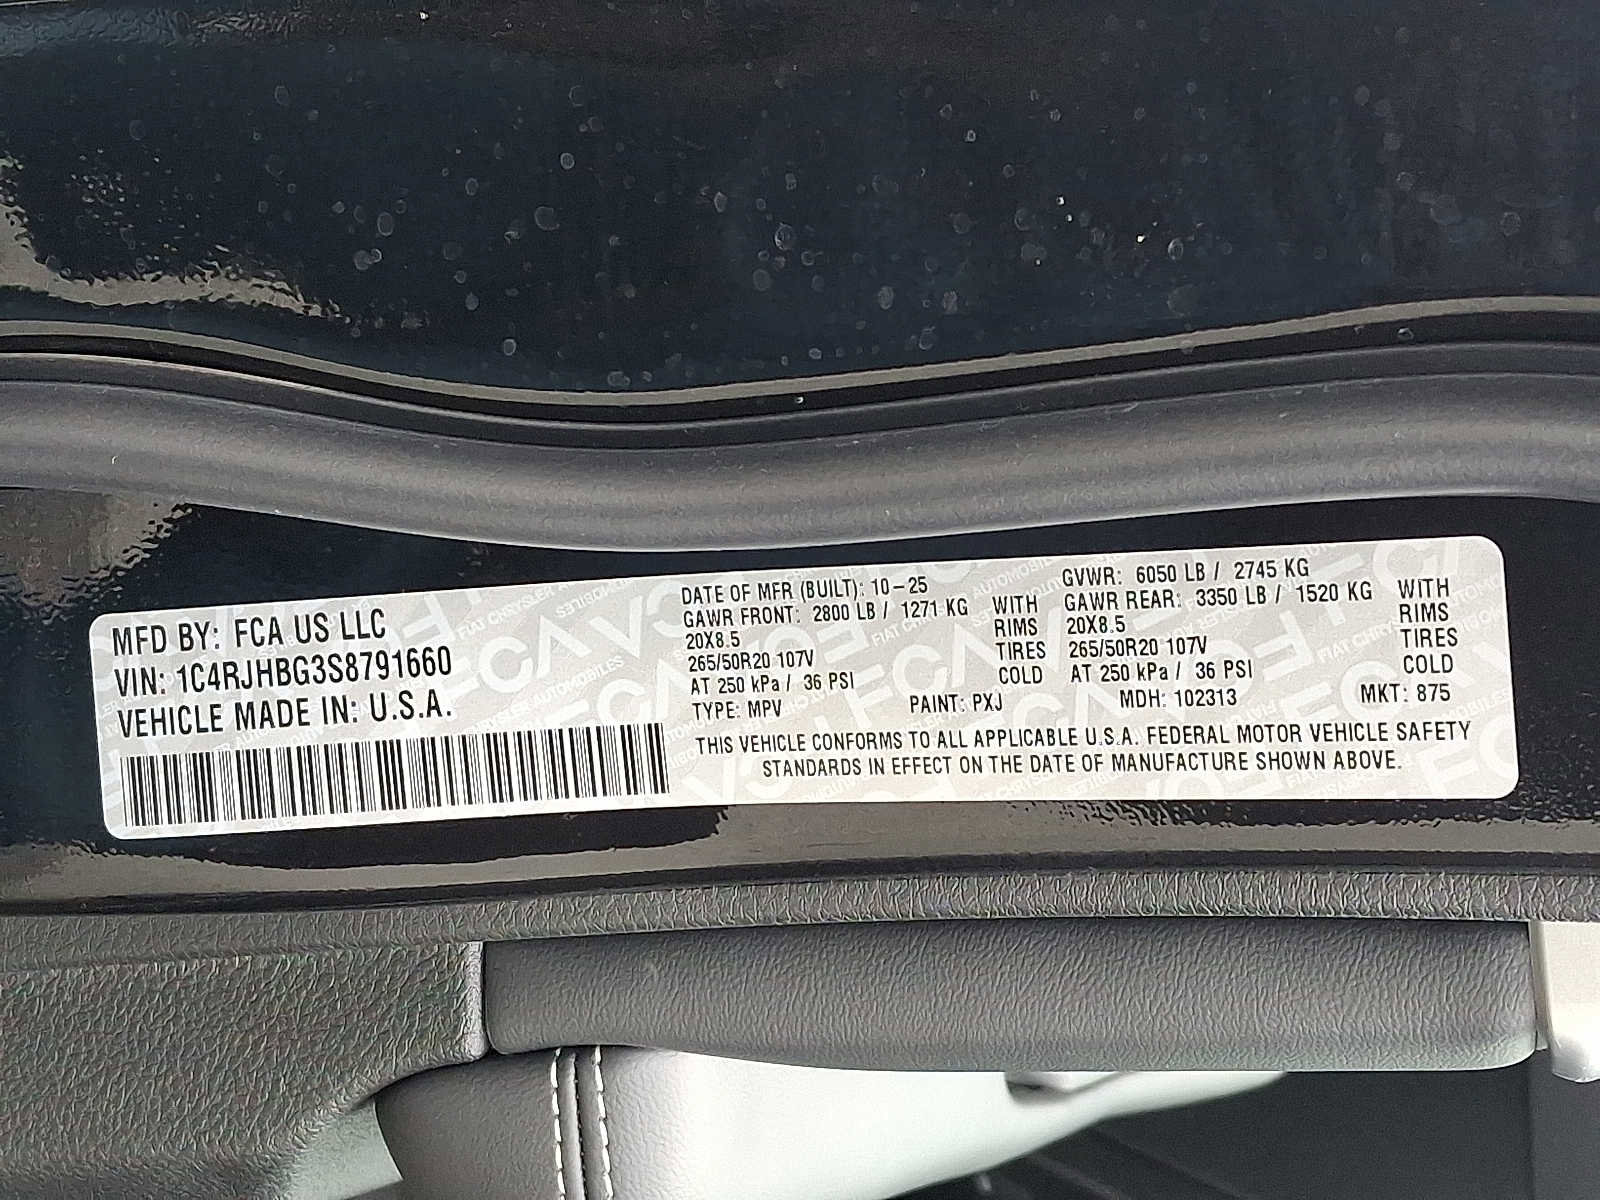 MFD BY: FCA US LLC
VIN: 1C4RJHBG3S8791660
VEHICLE MADE IN: U.S.A.
DATE OF MFR (BUILT): 10-25
GAWR FRONT: 2800 LB / 1271 KG WITH
20X8.5 RIMS
265/50R20 107V TIRES
AT 250 kPa / 36 PSI COLD
GVWR: 6050 LB / 2745 KG
GAWR REAR: 3350 LB / 1520 KG WITH
20X8.5 RIMS
265/50R20 107V TIRES
AT 250 kPa / 36 PSI COLD
TYPE: MPV PAINT: PXJ MDH: 102313 MKT: 875
THIS VEHICLE CONFORMS TO ALL APPLICABLE U.S.A. FEDERAL MOTOR VEHICLE SAFETY
STANDARDS IN EFFECT ON THE DATE OF MANUFACTURE SHOWN ABOVE.